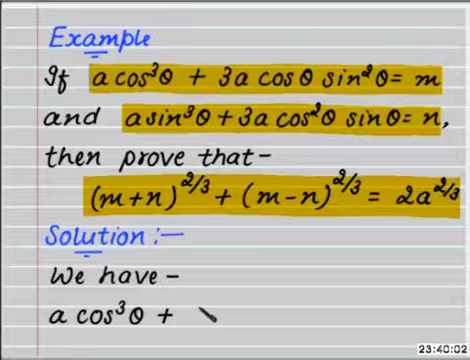 Example
If a cos³θ + 3a cosθ sin²θ = m
and a sin³θ + 3a cos²θ sinθ = n,
then prove that-
(m+n)^2/3 + (m-n)^2/3 = 2a^2/3
Solution:-
We have -
a cos³θ +
23:40:02